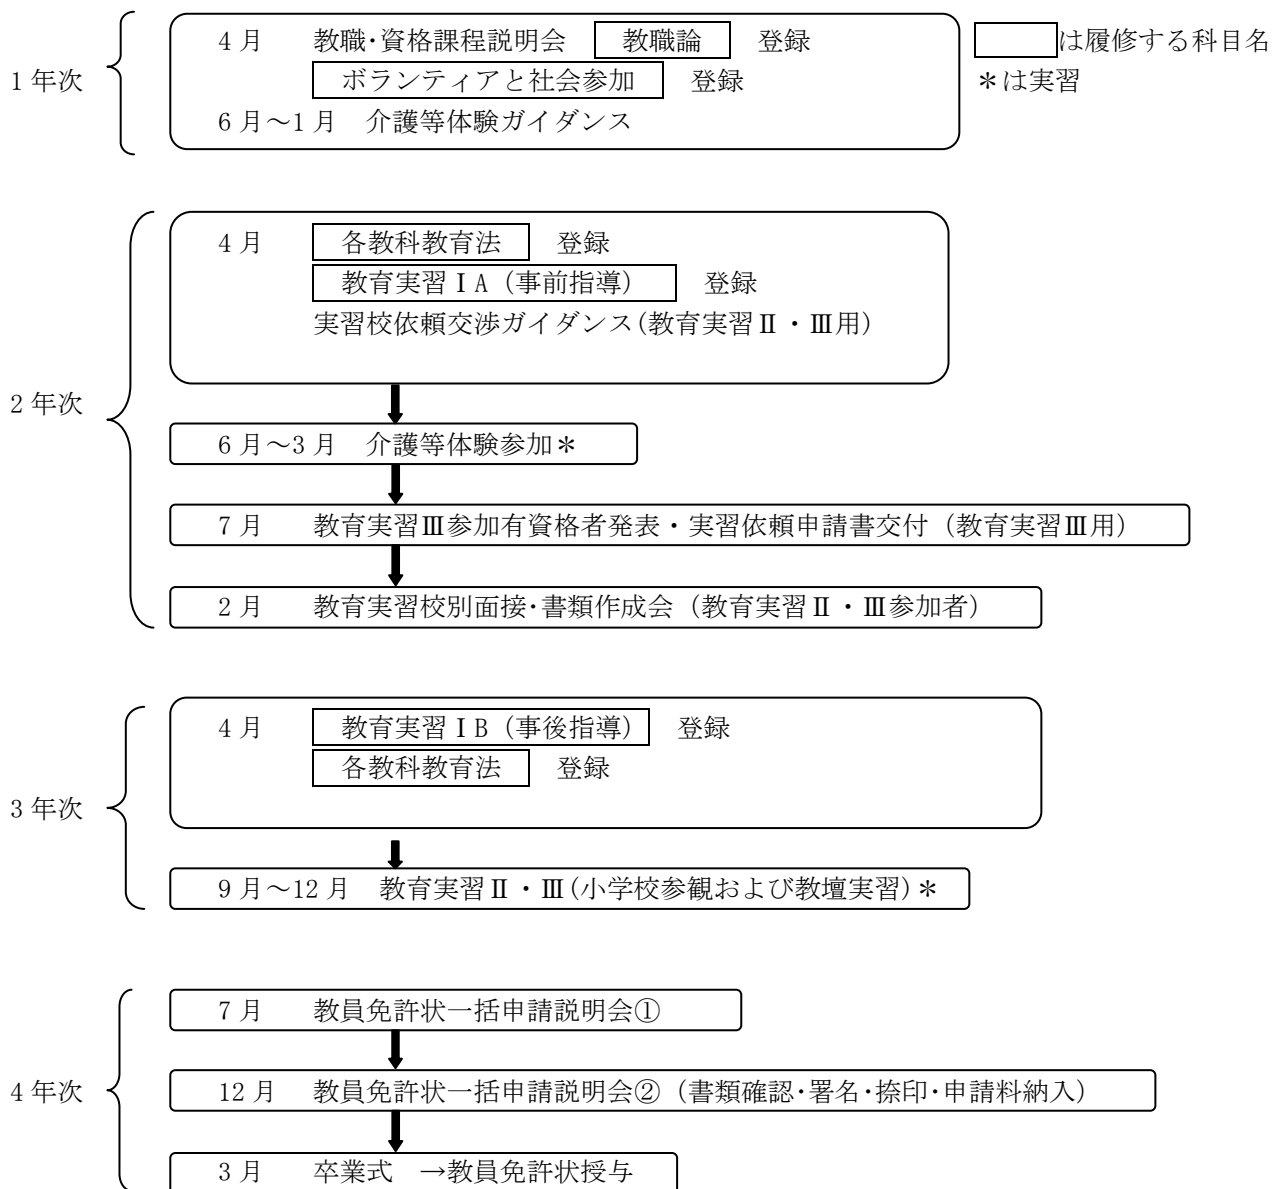 4月 教職・資格課程説明会 教職論 登録 は履修する科目名
1年次 ボランティアと社会参加 登録 *は実習
6月～1月 介護等体験ガイダンス
4月 各教科教育法 登録
教育実習ⅠA（事前指導） 登録
実習校依頼交渉ガイダンス(教育実習Ⅱ・Ⅲ用)
2年次
6月～3月 介護等体験参加*
7月 教育実習Ⅲ参加有資格者発表・実習依頼申請書交付（教育実習Ⅲ用）
2月 教育実習校別面接・書類作成会（教育実習Ⅱ・Ⅲ参加者）
4月 教育実習ⅠB（事後指導） 登録
各教科教育法 登録
3年次
9月～12月 教育実習Ⅱ・Ⅲ(小学校参観および教壇実習)*
7月 教員免許状一括申請説明会①
4年次 12月 教員免許状一括申請説明会②（書類確認・署名・捺印・申請料納入）
3月 卒業式 →教員免許状授与